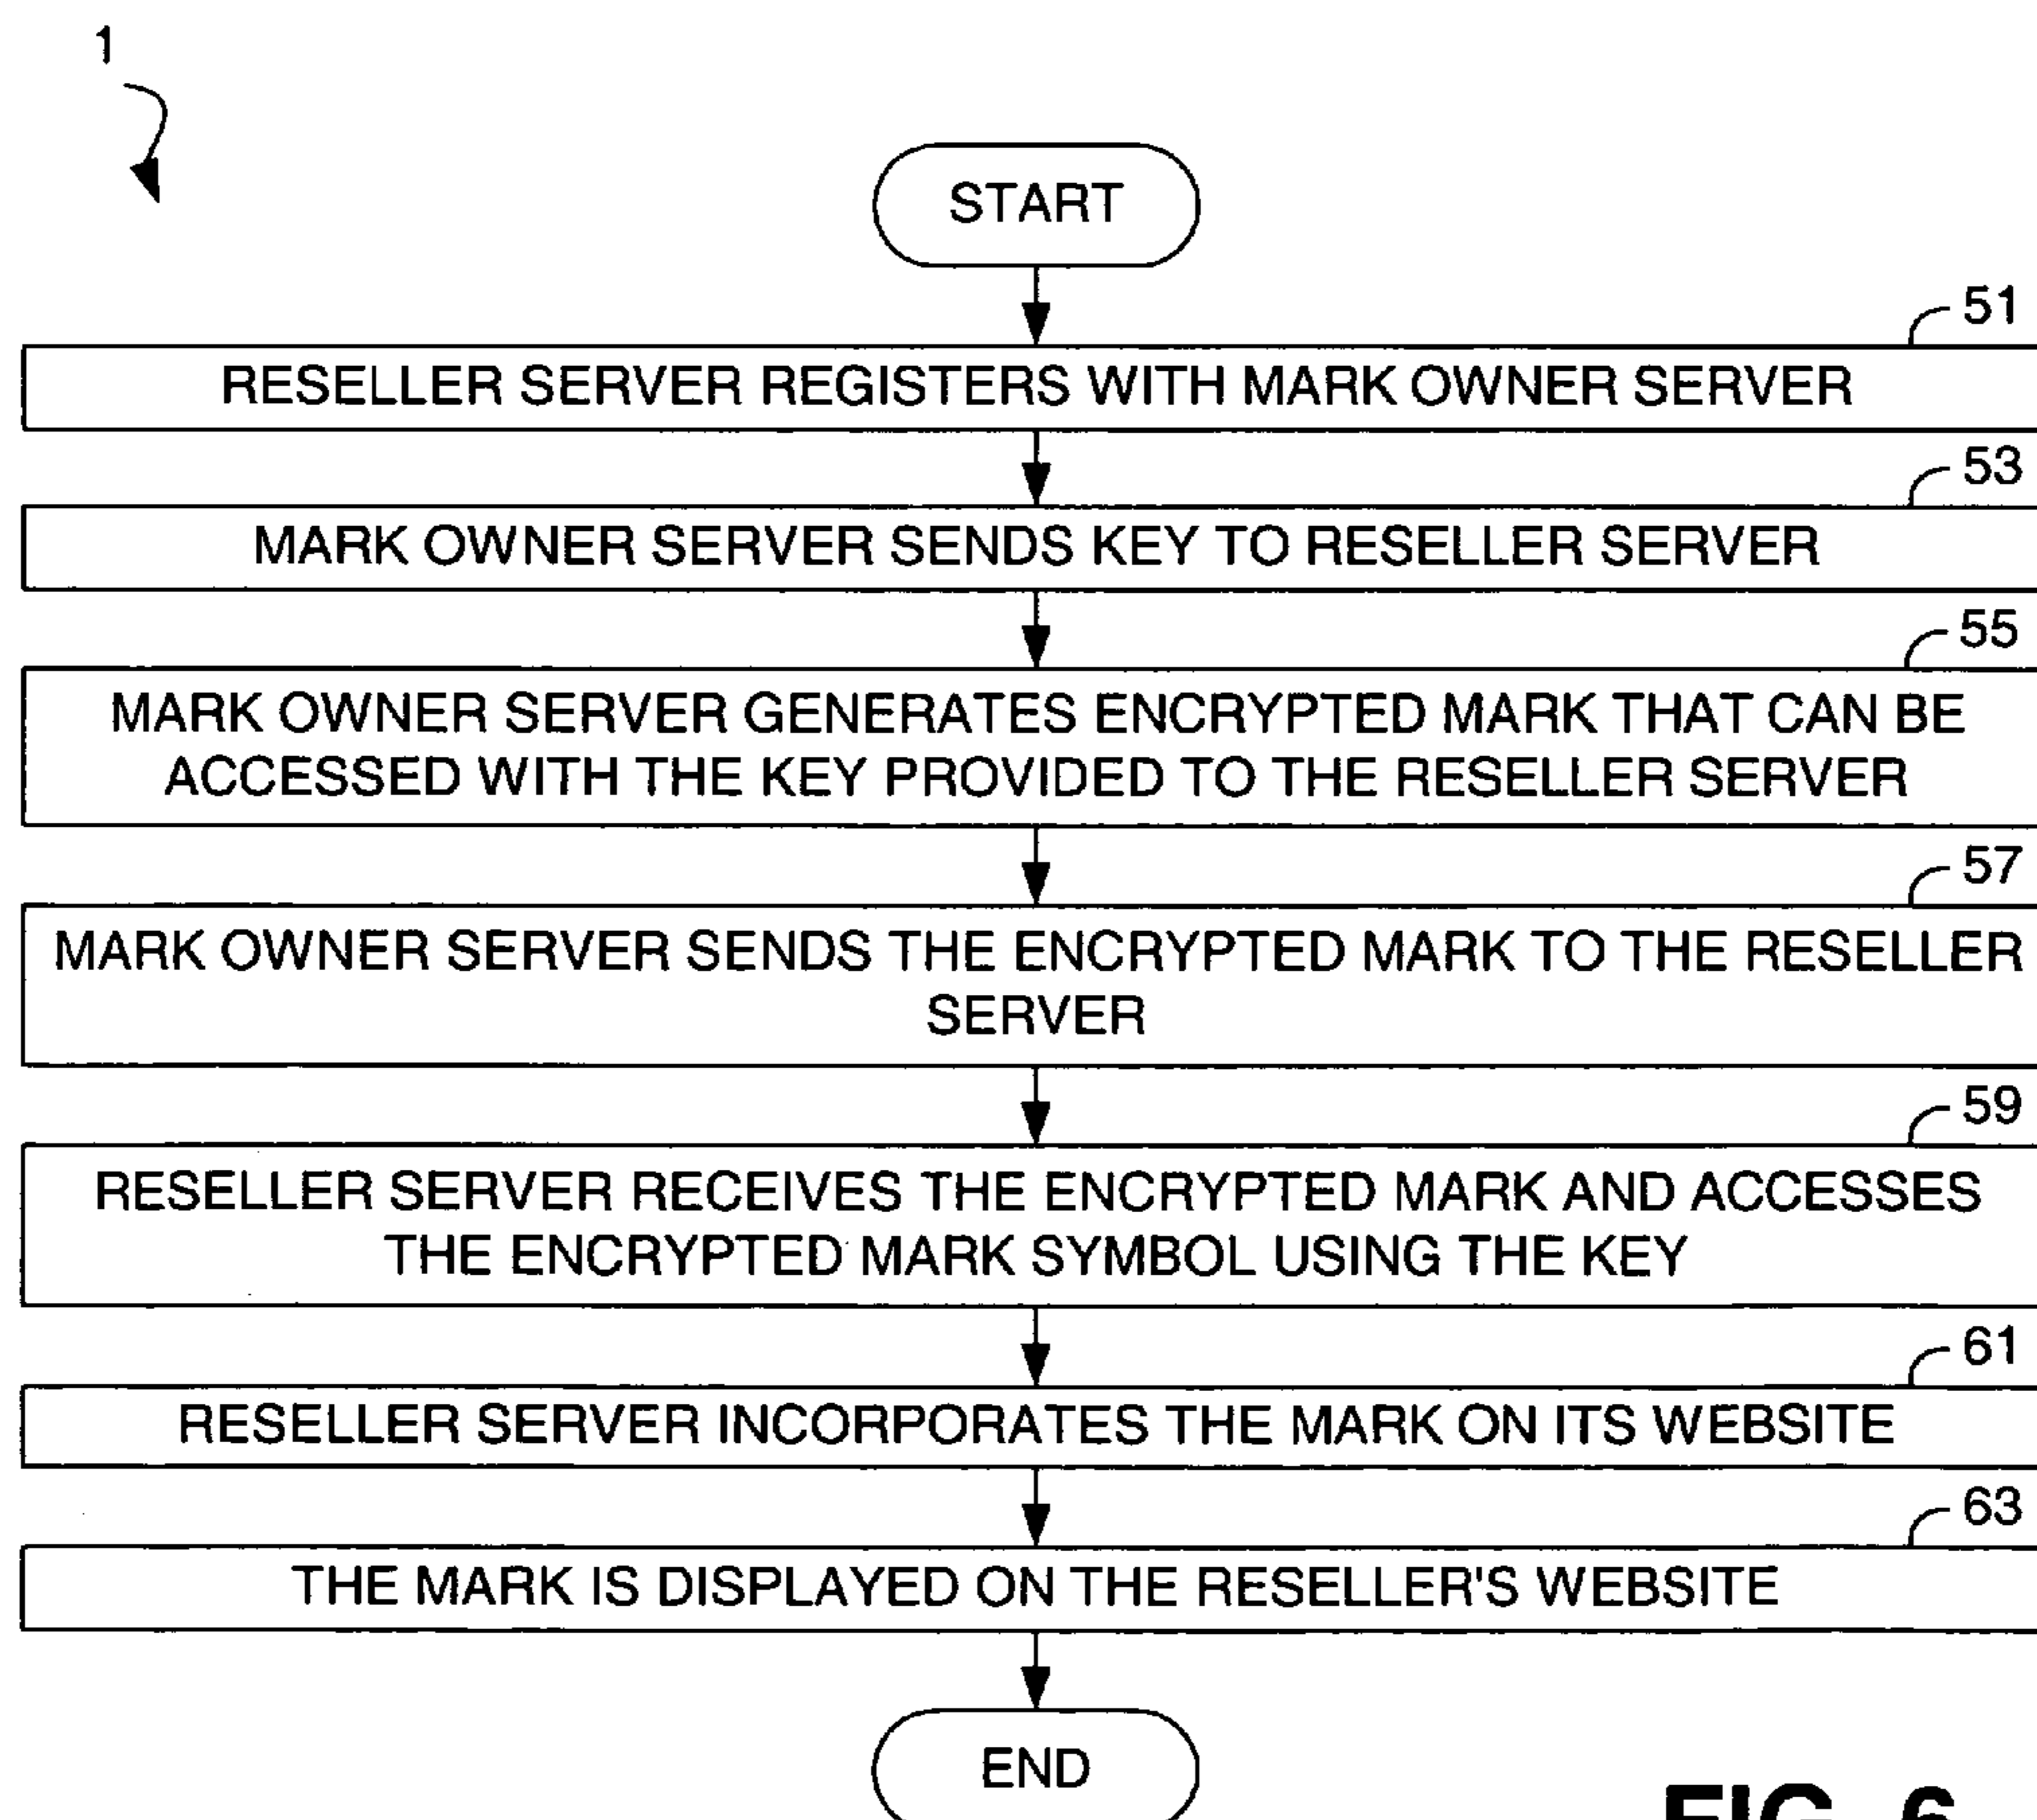 1
START
51
RESELLER SERVER REGISTERS WITH MARK OWNER SERVER
53
MARK OWNER SERVER SENDS KEY TO RESELLER SERVER
55
MARK OWNER SERVER GENERATES ENCRYPTED MARK THAT CAN BE
ACCESSED WITH THE KEY PROVIDED TO THE RESELLER SERVER
57
MARK OWNER SERVER SENDS THE ENCRYPTED MARK TO THE RESELLER
SERVER
59
RESELLER SERVER RECEIVES THE ENCRYPTED MARK AND ACCESSES
THE ENCRYPTED MARK SYMBOL USING THE KEY
61
RESELLER SERVER INCORPORATES THE MARK ON ITS WEBSITE
63
THE MARK IS DISPLAYED ON THE RESELLER'S WEBSITE
END
FIG. 6